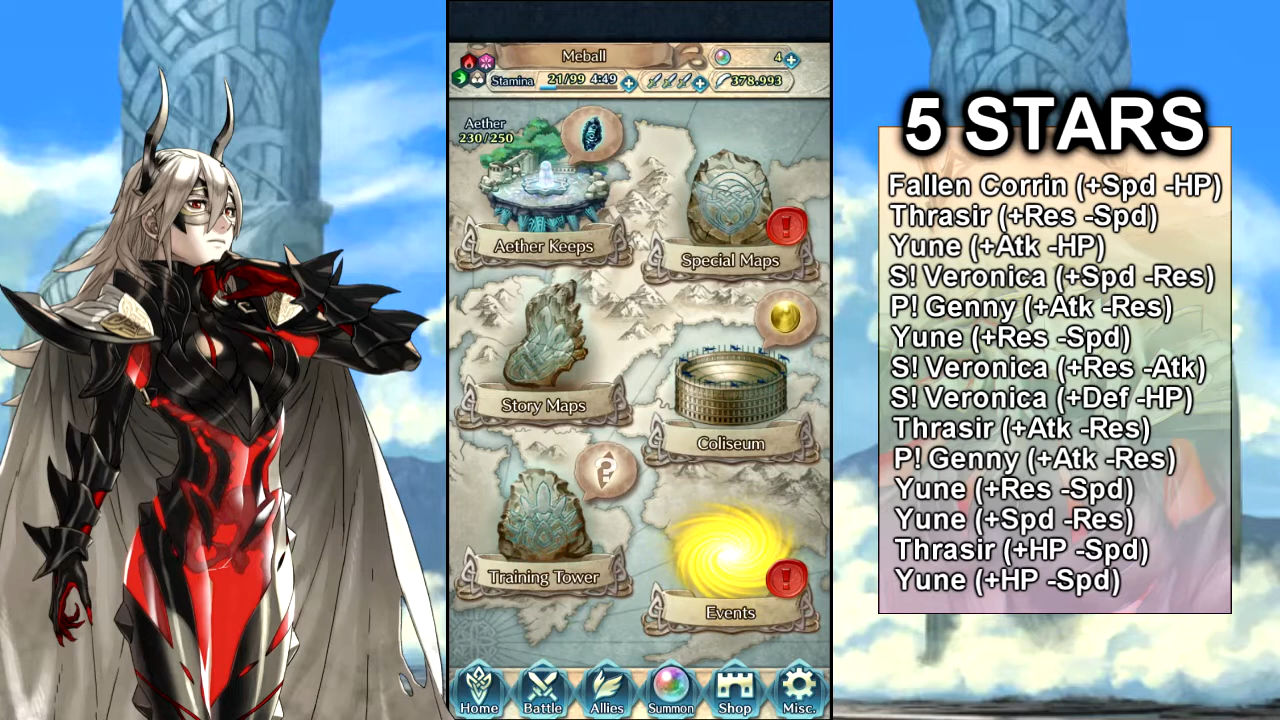 Meball
4
Stamina 21/99 4:49
378.993
Aether
230/250
Aether Keeps
Special Maps
Story Maps
Coliseum
Training Tower
Events
Home
Battle
Allies
Summon
Shop
Misc.
5 STARS
Fallen Corrin (+Spd -HP)
Thrasir (+Res -Spd)
Yune (+Atk -HP)
S! Veronica (+Spd -Res)
P! Genny (+Atk -Res)
Yune (+Res -Spd)
S! Veronica (+Res -Atk)
S! Veronica (+Def -HP)
Thrasir (+Atk -Res)
P! Genny (+Atk -Res)
Yune (+Res -Spd)
Yune (+Spd -Res)
Thrasir (+HP -Spd)
Yune (+HP -Spd)